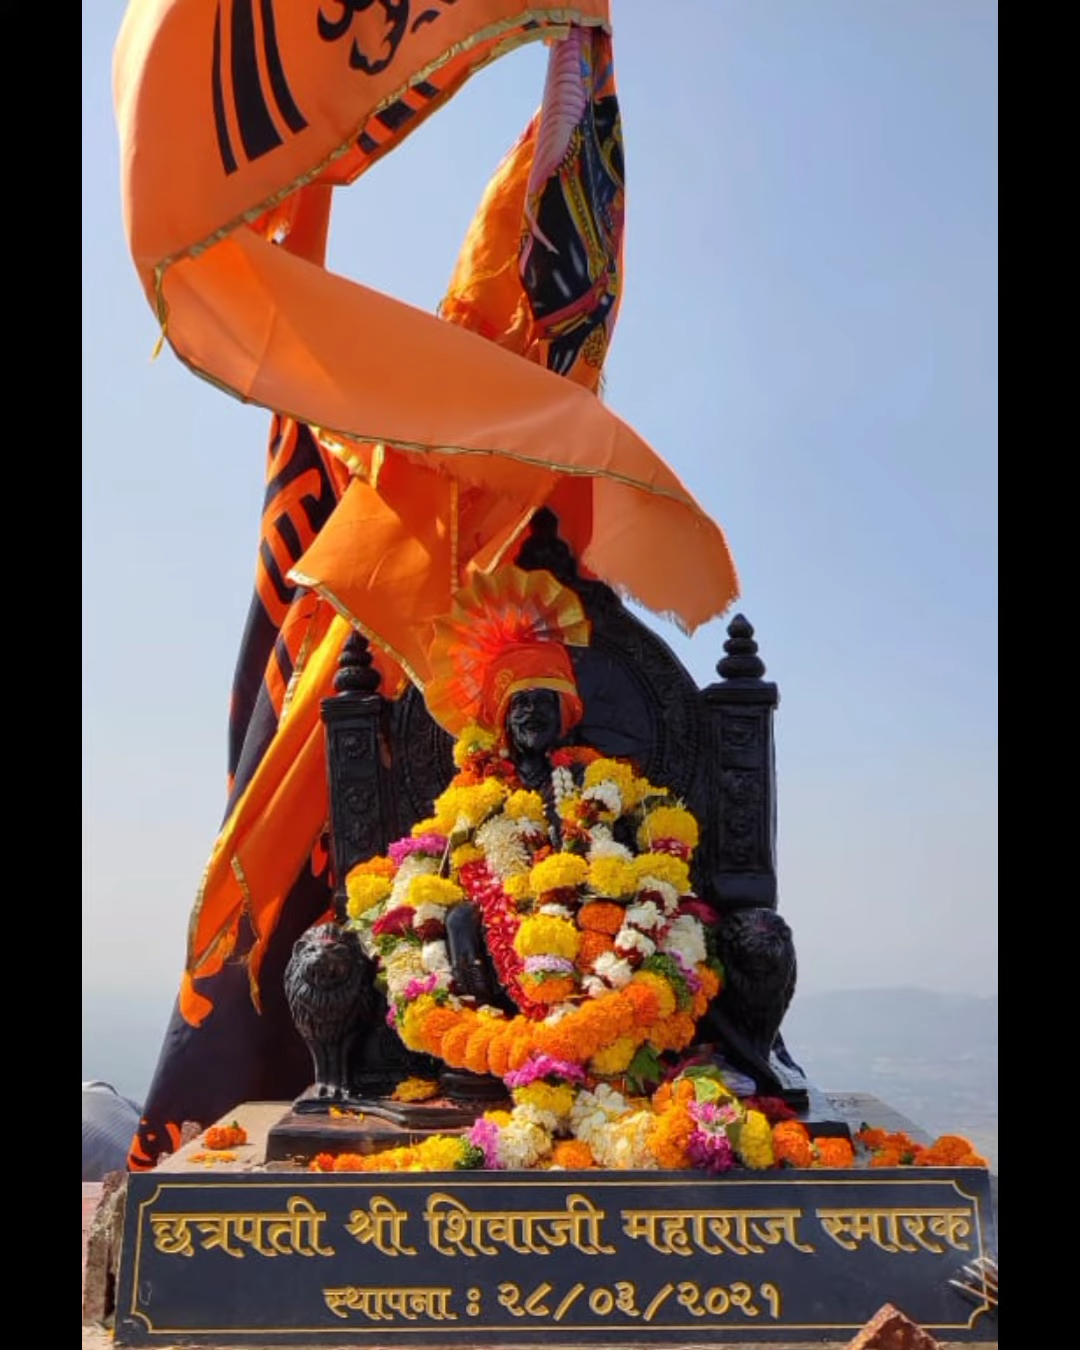 छत्रपती श्री शिवाजी महाराज स्मारक
स्थापना : २८/०३/२०२१